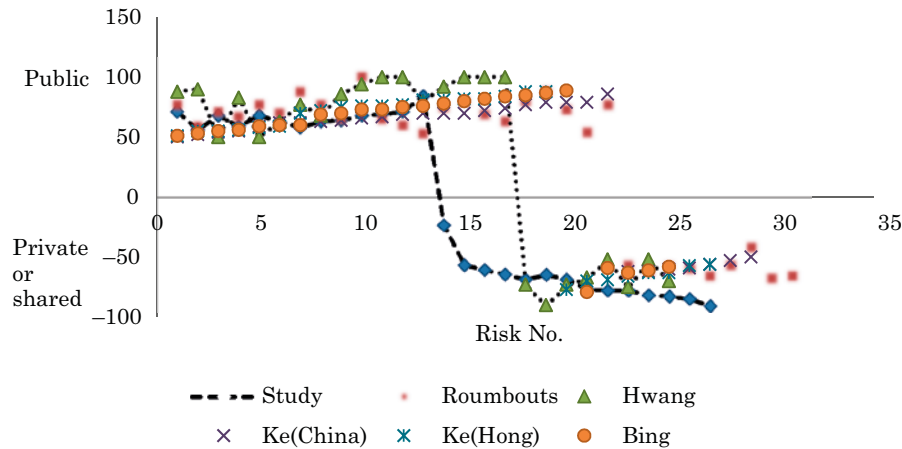 150
100
Public
50
0
0 5 10 15 20 25 30 35
Private
or
shared
−50
−100
Risk No.
Study Roumbouts Hwang
Ke(China) Ke(Hong) Bing